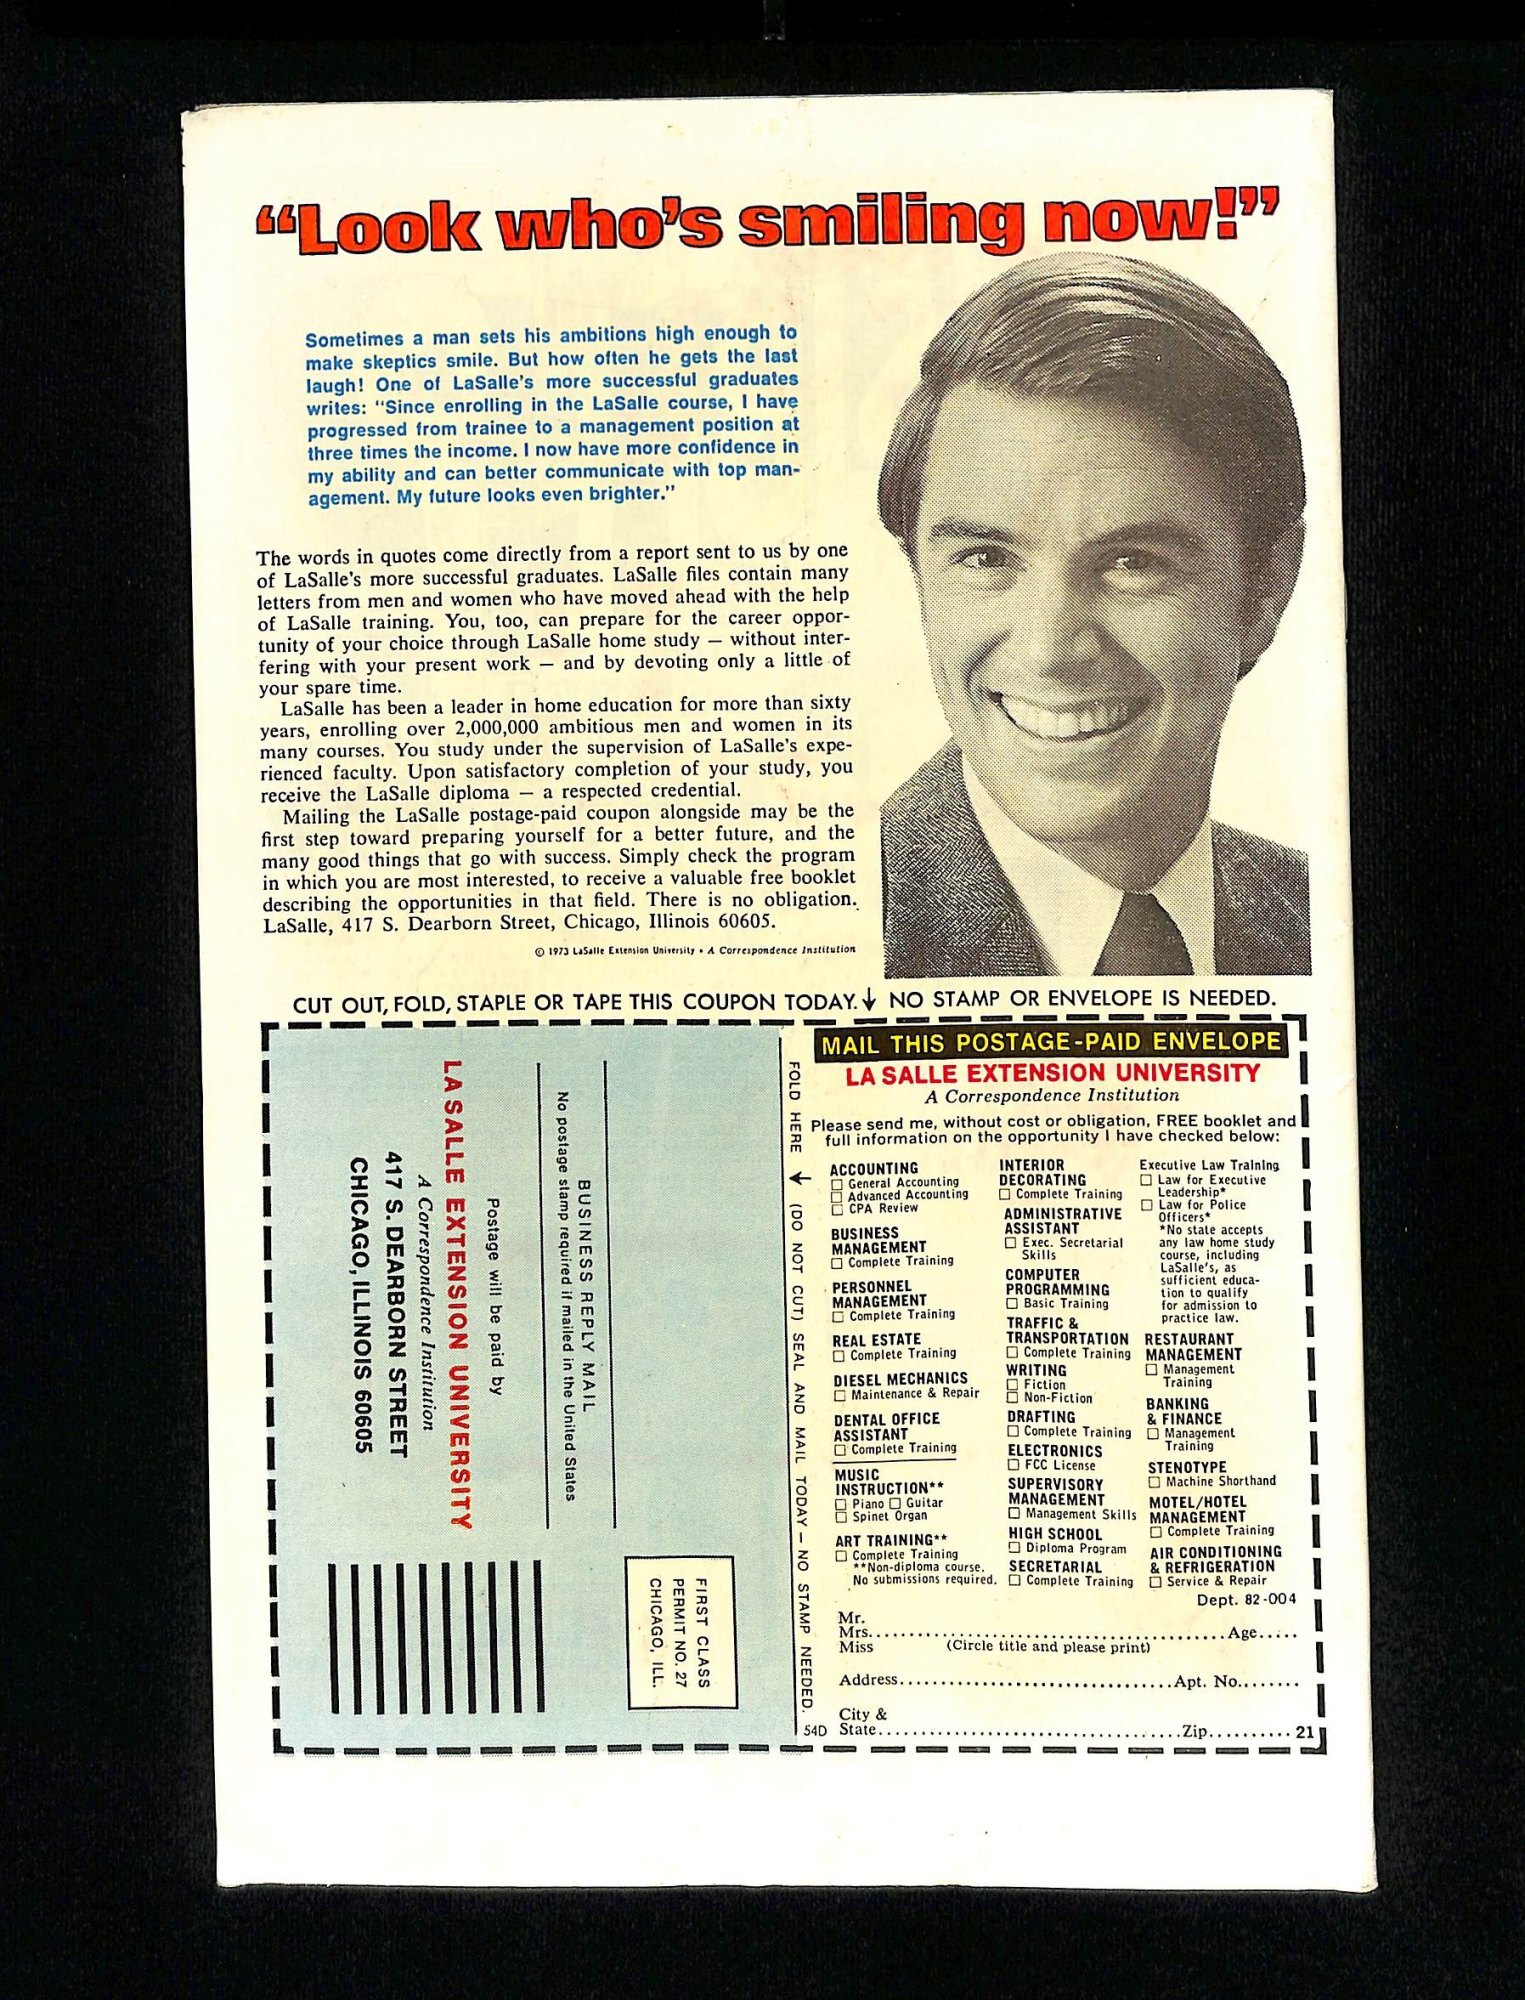 “Look who’s smiling now!”
Sometimes a man sets his ambitions high enough to
make skeptics smile. But how often he gets the last
laugh! One of LaSalle’s more successful graduates
writes: “Since enrolling in the LaSalle course, I have
progressed from trainee to a management position at
three times the income. I now have more confidence in
my ability and can better communicate with top man-
agement. My future looks even brighter.”
The words in quotes come directly from a report sent to us by one
of LaSalle’s more successful graduates. LaSalle files contain many
letters from men and women who have moved ahead with the help
of LaSalle training. You, too, can prepare for the career oppor-
tunity of your choice through LaSalle home study — without inter-
fering with your present work — and by devoting only a little of
your spare time.
LaSalle has been a leader in home education for more than sixty
years, enrolling over 2,000,000 ambitious men and women in its
many courses. You study under the supervision of LaSalle’s expe-
rienced faculty. Upon satisfactory completion of your study, you
receive the LaSalle diploma — a respected credential.
Mailing the LaSalle postage-paid coupon alongside may be the
first step toward preparing yourself for a better future, and the
many good things that go with success. Simply check the program
in which you are most interested, to receive a valuable free booklet
describing the opportunities in that field. There is no obligation.
LaSalle, 417 S. Dearborn Street, Chicago, Illinois 60605.
© 1973 LaSalle Extension University • A Correspondence Institution
CUT OUT, FOLD, STAPLE OR TAPE THIS COUPON TODAY. ↓ NO STAMP OR ENVELOPE IS NEEDED.
FIRST CLASS
PERMIT NO. 27
CHICAGO, ILL.
BUSINESS REPLY MAIL
No postage stamp required if mailed in the United States
Postage will be paid by
LA SALLE EXTENSION UNIVERSITY
A Correspondence Institution
417 S. DEARBORN STREET
CHICAGO, ILLINOIS 60605
FOLD HERE ↓ (DO NOT CUT) SEAL AND MAIL TODAY — NO STAMP NEEDED.
MAIL THIS POSTAGE-PAID ENVELOPE
LA SALLE EXTENSION UNIVERSITY
A Correspondence Institution
Please send me, without cost or obligation, FREE booklet and
full information on the opportunity I have checked below:
ACCOUNTING
☐ General Accounting
☐ Advanced Accounting
☐ CPA Review
BUSINESS
MANAGEMENT
☐ Complete Training
PERSONNEL
MANAGEMENT
☐ Complete Training
REAL ESTATE
☐ Complete Training
DIESEL MECHANICS
☐ Maintenance & Repair
DENTAL OFFICE
ASSISTANT
☐ Complete Training
MUSIC
INSTRUCTION**
☐ Piano ☐ Guitar
☐ Spinet Organ
ART TRAINING**
☐ Complete Training
**Non-diploma course.
No submissions required.
INTERIOR
DECORATING
☐ Complete Training
ADMINISTRATIVE
ASSISTANT
☐ Exec. Secretarial
Skills
COMPUTER
PROGRAMMING
☐ Basic Training
TRAFFIC &
TRANSPORTATION
☐ Complete Training
WRITING
☐ Fiction
☐ Non-Fiction
DRAFTING
☐ Complete Training
ELECTRONICS
☐ FCC License
SUPERVISORY
MANAGEMENT
☐ Management Skills
HIGH SCHOOL
☐ Diploma Program
SECRETARIAL
☐ Complete Training
Executive Law Training
☐ Law for Executive
Leadership*
☐ Law for Police
Officers*
*No state accepts
any law home study
course, including
LaSalle’s, as
sufficient educa-
tion to qualify
for admission to
practice law.
RESTAURANT
MANAGEMENT
☐ Management
Training
BANKING
& FINANCE
☐ Management
Training
STENOTYPE
☐ Machine Shorthand
MOTEL/HOTEL
MANAGEMENT
☐ Complete Training
AIR CONDITIONING
& REFRIGERATION
☐ Service & Repair
Dept. 82-004
Mr.
Mrs. Age
Miss (Circle title and please print)
Address Apt. No.
City &
54D State Zip 21